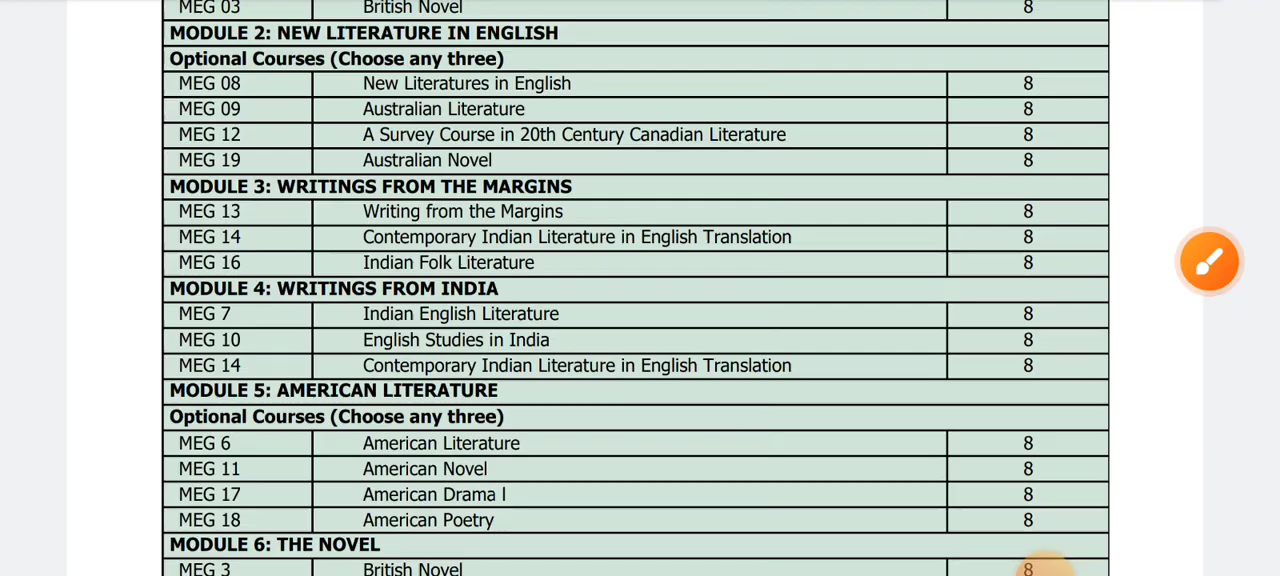 MEG 03 British Novel 8
MODULE 2: NEW LITERATURE IN ENGLISH
Optional Courses (Choose any three)
MEG 08 New Literatures in English 8
MEG 09 Australian Literature 8
MEG 12 A Survey Course in 20th Century Canadian Literature 8
MEG 19 Australian Novel 8
MODULE 3: WRITINGS FROM THE MARGINS
MEG 13 Writing from the Margins 8
MEG 14 Contemporary Indian Literature in English Translation 8
MEG 16 Indian Folk Literature 8
MODULE 4: WRITINGS FROM INDIA
MEG 7 Indian English Literature 8
MEG 10 English Studies in India 8
MEG 14 Contemporary Indian Literature in English Translation 8
MODULE 5: AMERICAN LITERATURE
Optional Courses (Choose any three)
MEG 6 American Literature 8
MEG 11 American Novel 8
MEG 17 American Drama I 8
MEG 18 American Poetry 8
MODULE 6: THE NOVEL
MEG 3 British Novel 8